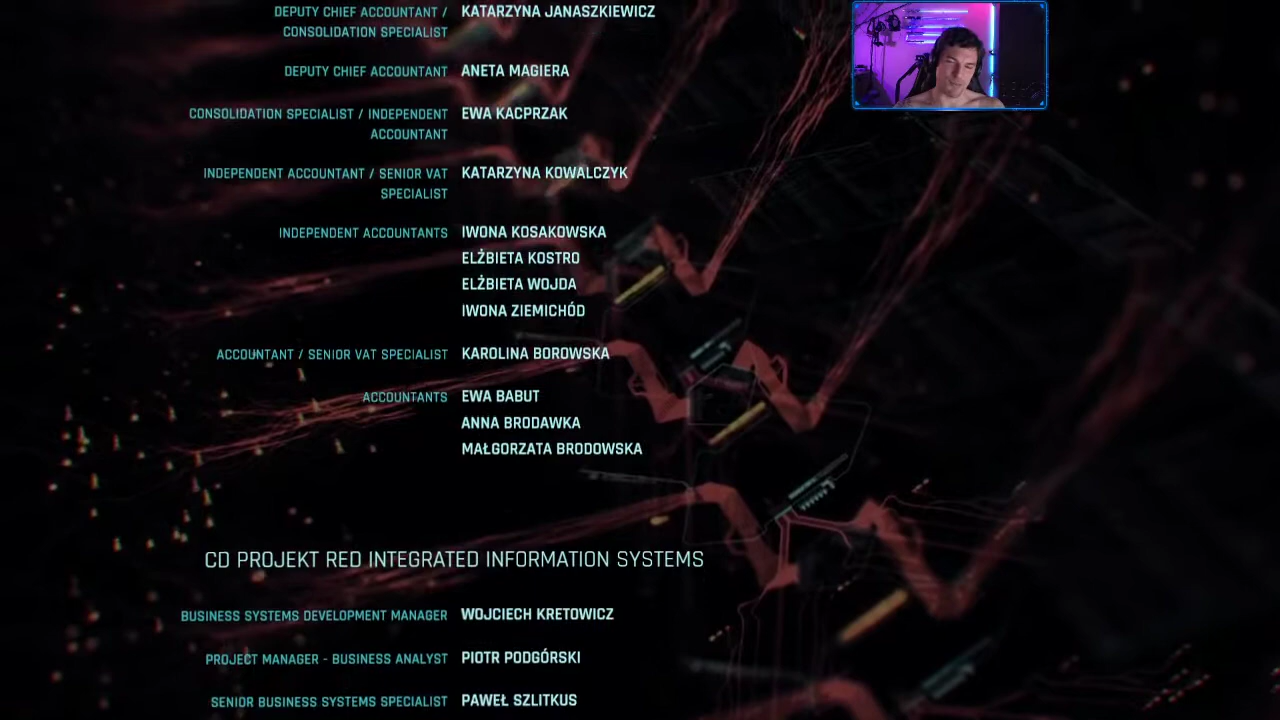 DEPUTY CHIEF ACCOUNTANT / KATARZYNA JANASZKIEWICZ
CONSOLIDATION SPECIALIST
DEPUTY CHIEF ACCOUNTANT ANETA MAGIERA
CONSOLIDATION SPECIALIST / INDEPENDENT EWA KACPRZAK
ACCOUNTANT
INDEPENDENT ACCOUNTANT / SENIOR VAT KATARZYNA KOWALCZYK
SPECIALIST
INDEPENDENT ACCOUNTANTS IWONA KOSAKOWSKA
ELŻBIETA KOSTRO
ELŻBIETA WOJDA
IWONA ZIEMICHÓD
ACCOUNTANT / SENIOR VAT SPECIALIST KAROLINA BOROWSKA
ACCOUNTANTS EWA BABUT
ANNA BRODAWKA
MAŁGORZATA BRODOWSKA
CD PROJEKT RED INTEGRATED INFORMATION SYSTEMS
BUSINESS SYSTEMS DEVELOPMENT MANAGER WOJCIECH KRETOWICZ
PROJECT MANAGER - BUSINESS ANALYST PIOTR PODGÓRSKI
SENIOR BUSINESS SYSTEMS SPECIALIST PAWEŁ SZLITKUS